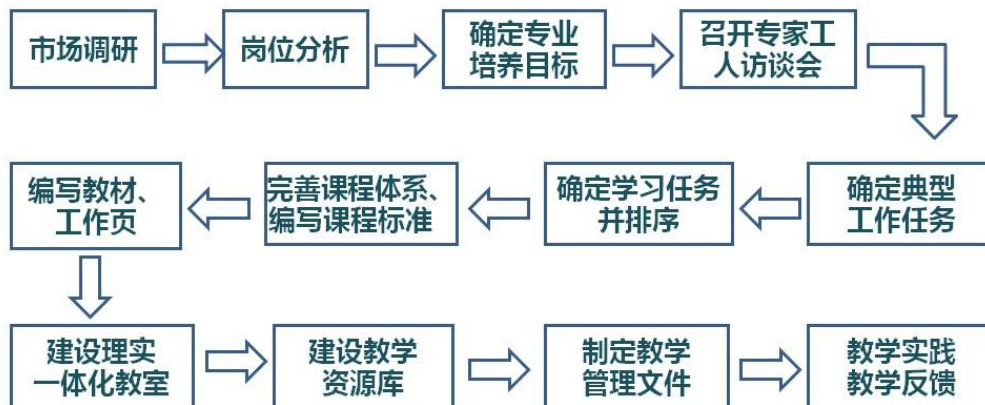 市场调研
岗位分析
确定专业
培养目标
召开专家工
人访谈会
确定典型
工作任务
确定学习任务
并排序
完善课程体系、
编写课程标准
编写教材、
工作页
建设理实
一体化教室
建设教学
资源库
制定教学
管理文件
教学实践
教学反馈